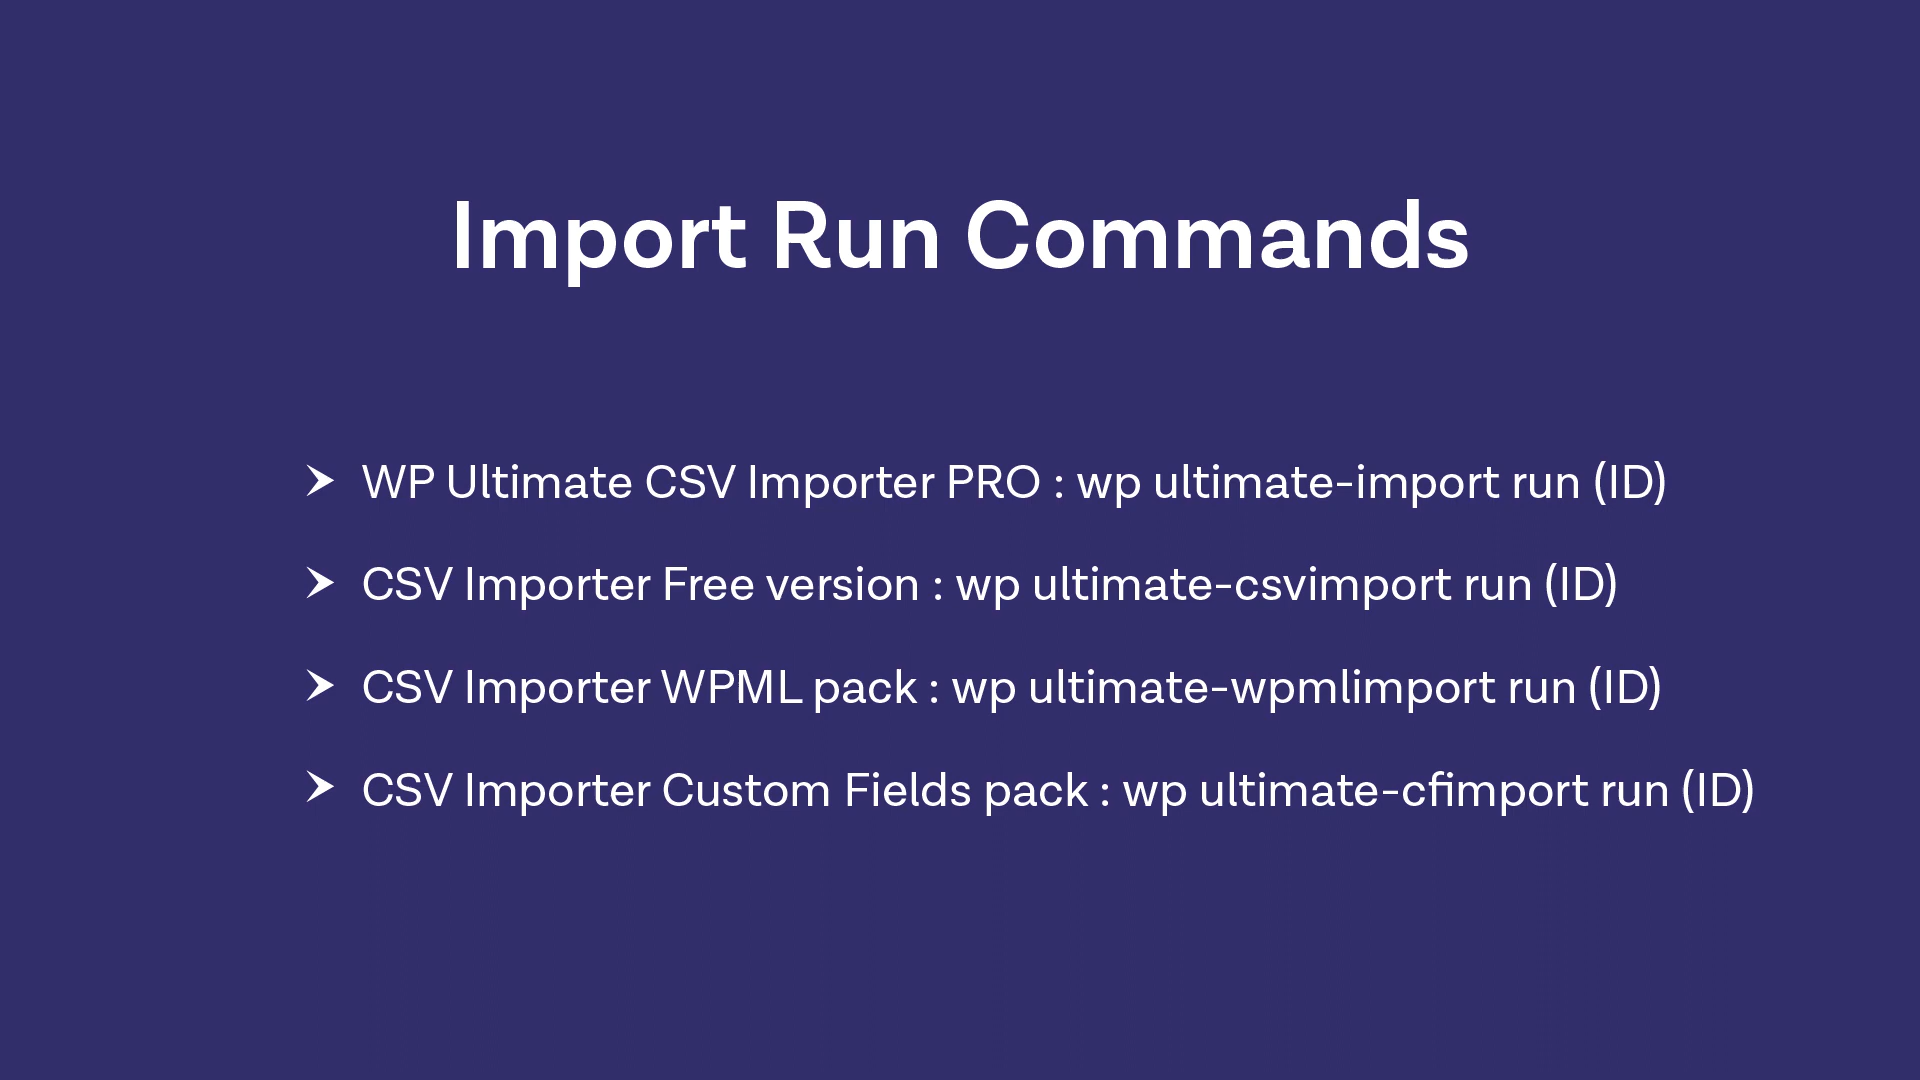 Import Run Commands
➤ WP Ultimate CSV Importer PRO : wp ultimate-import run (ID)
➤ CSV Importer Free version : wp ultimate-csvimport run (ID)
➤ CSV Importer WPML pack : wp ultimate-wpmlimport run (ID)
➤ CSV Importer Custom Fields pack : wp ultimate-cfimport run (ID)